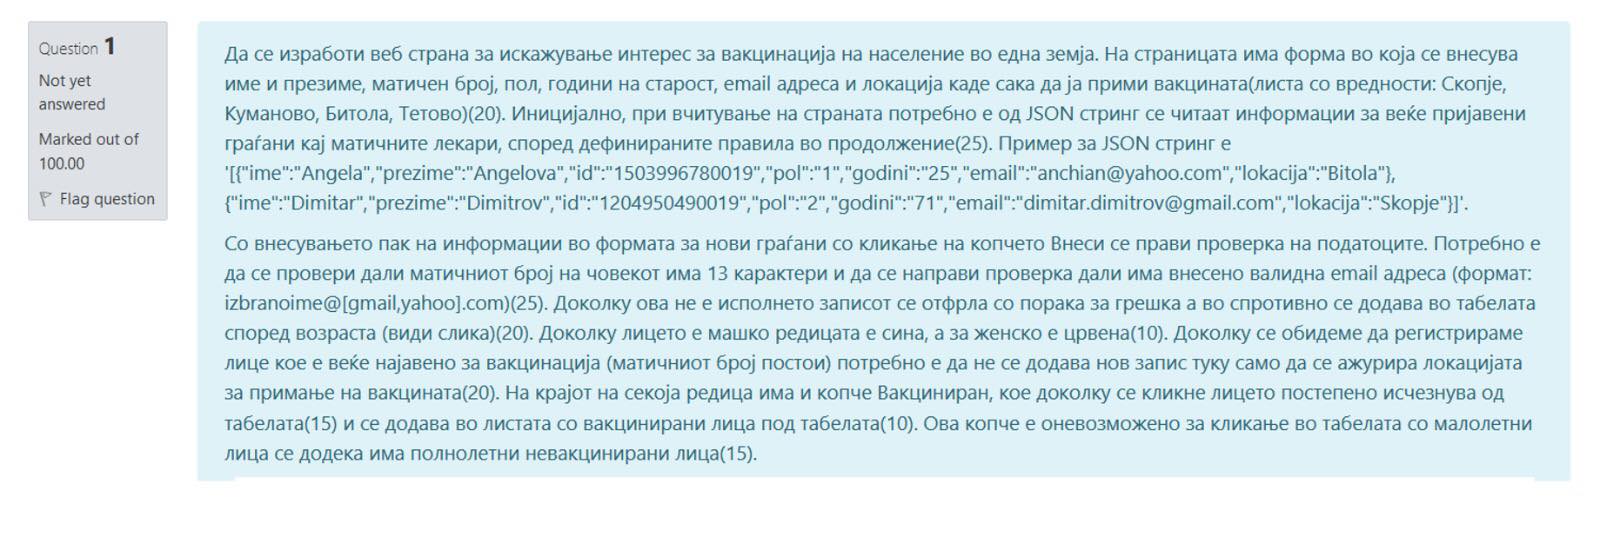 Question 1
Not yet
answered
Marked out of
100.00
Flag question
Да се изработи веб страна за искажување интерес за вакцинација на население во една земја. На страницата има форма во која се внесува
име и презиме, матичен број, пол, години на старост, email адреса и локација каде сака да ја прими вакцината(листа со вредности: Скопје,
Куманово, Битола, Тетово)(20). Иницијално, при вчитување на страната потребно е од JSON стринг се читаат информации за веќе пријавени
граѓани кај матичните лекари, според дефинираните правила во продолжение(25). Пример за JSON стринг е
'[{"ime":"Angela","prezime":"Angelova","id":"1503996780019","pol":"1","godini":"25","email":"anchian@yahoo.com","lokacija":"Bitola"},
{"ime":"Dimitar","prezime":"Dimitrov","id":"1204950490019","pol":"2","godini":"71","email":"dimitar.dimitrov@gmail.com","lokacija":"Skopje"}]'.
Со внесувањето пак на информации во формата за нови граѓани со кликање на копчето Внеси се прави проверка на податоците. Потребно е
да се провери дали матичниот број на човекот има 13 карактери и да се направи проверка дали има внесено валидна email адреса (формат:
izbranoime@[gmail,yahoo].com)(25). Доколку ова не е исполнето записот се отфрла со порака за грешка а во спротивно се додава во табелата
според возраста (види слика)(20). Доколку лицето е машко редицата е сина, а за женско е црвена(10). Доколку се обидеме да регистрираме
лице кое е веќе најавено за вакцинација (матичниот број постои) потребно е да не се додава нов запис туку само да се ажурира локацијата
за примање на вакцината(20). На крајот на секоја редица има и копче Вакциниран, кое доколку се кликне лицето постепено исчезнува од
табелата(15) и се додава во листата со вакцинирани лица под табелата(10). Ова копче е оневозможено за кликање во табелата со малолетни
лица се додека има полнолетни невакцинирани лица(15).